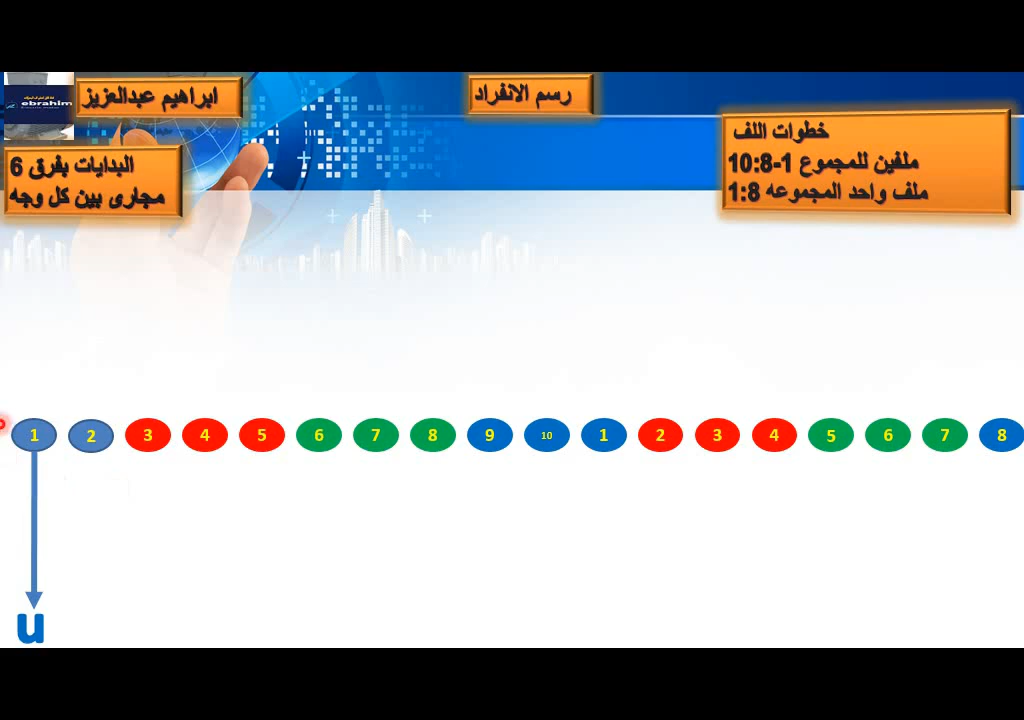 ebrahim
ابراهيم عبدالعزيز
رسم الانفراد
خطوات اللف
ملفين للمجموع 1-8:10
ملف واحد المجموعه 1:8
البدايات بفرق 6
مجارى بين كل وجه
1 2 3 4 5 6 7 8 9 10 1 2 3 4 5 6 7 8
u